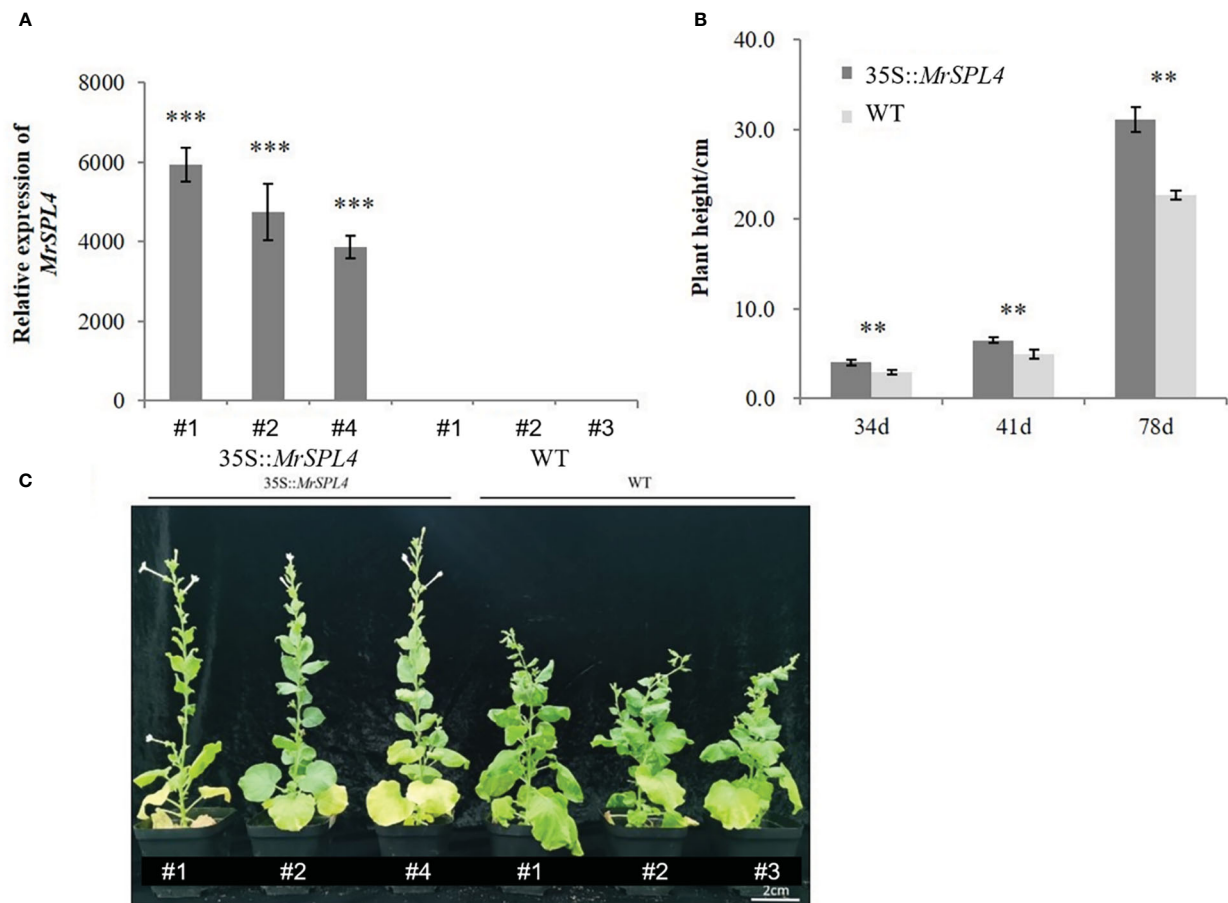 A
Relative expression of
MrSPL4
8000
6000
4000
2000
0
***
***
***
#1
#2
#4
#1
#2
#3
35S::MrSPL4
WT
B
Plant height/cm
40.0
30.0
20.0
10.0
0.0
35S::MrSPL4
WT
**
**
**
34d
41d
78d
C
35S::MrSPL4
WT
#1
#2
#4
#1
#2
#3
2cm